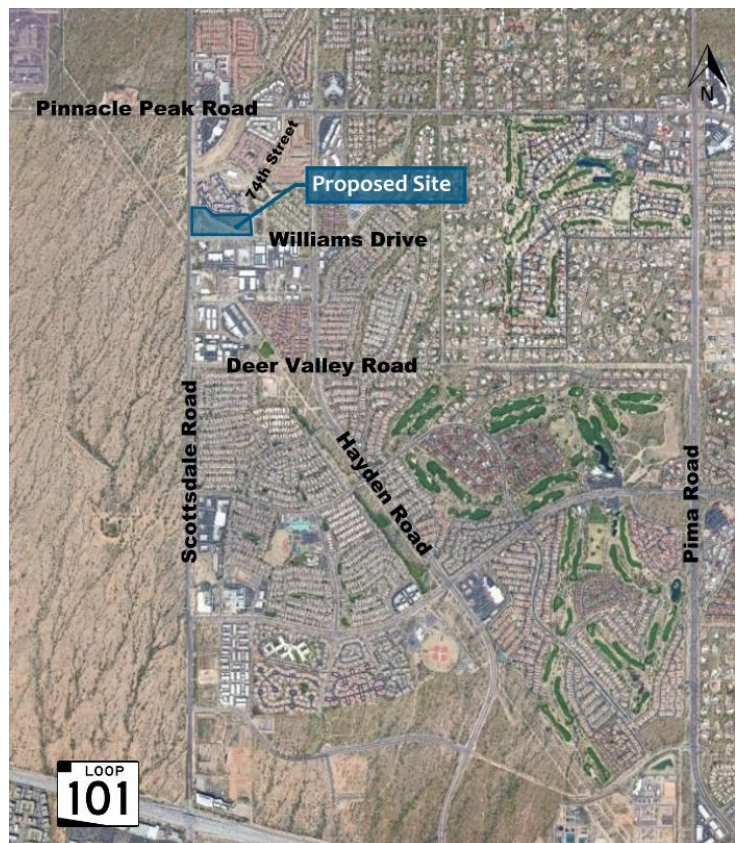 N
Pinnacle Peak Road
74th Street
Proposed Site
Williams Drive
Deer Valley Road
Scottsdale Road
Hayden Road
Pima Road
LOOP
101